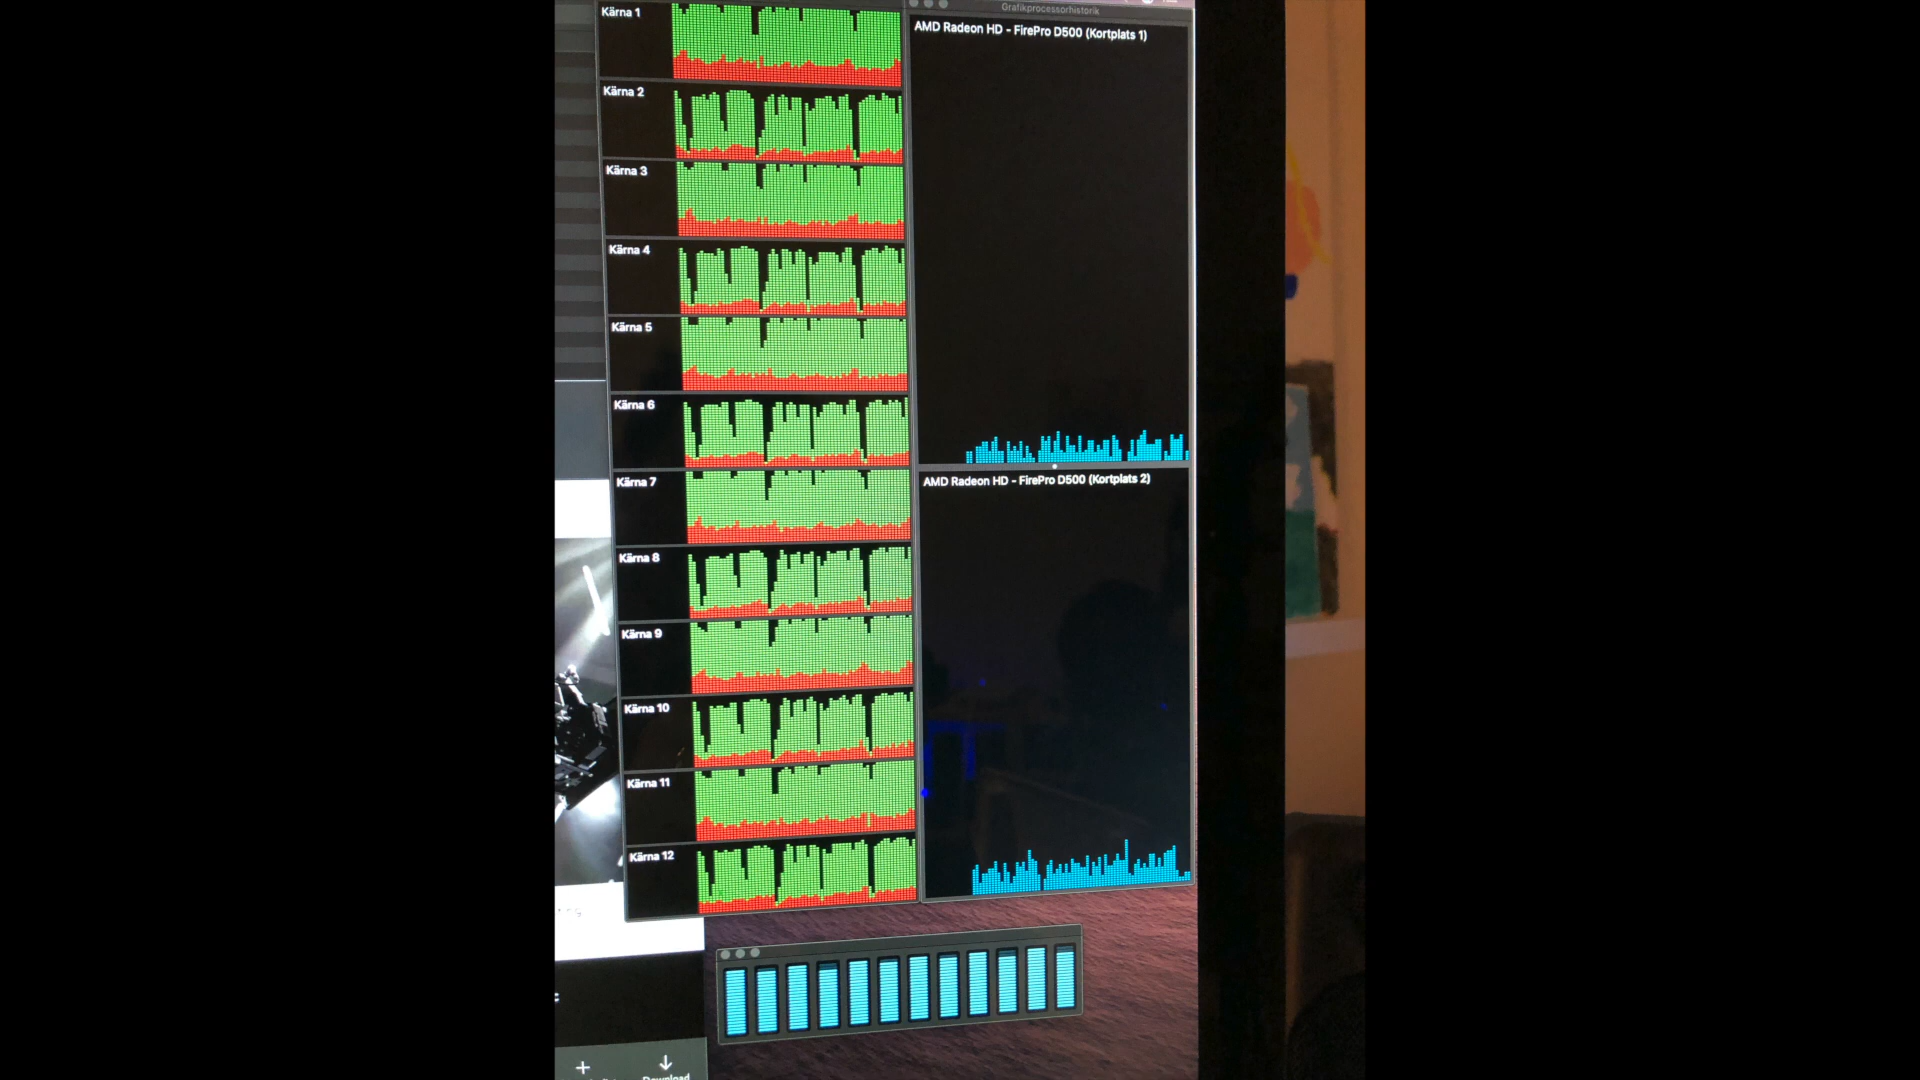 Kärna 1
Kärna 2
Kärna 3
Kärna 4
Kärna 5
Kärna 6
Kärna 7
Kärna 8
Kärna 9
Kärna 10
Kärna 11
Kärna 12
Grafikprocessorhistorik
AMD Radeon HD - FirePro D500 (Kortplats 1)
AMD Radeon HD - FirePro D500 (Kortplats 2)
Download